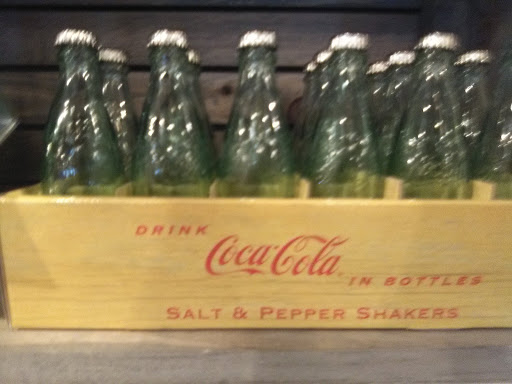 DRINK
Coca-Cola
IN BOTTLES
SALT & PEPPER SHAKERS